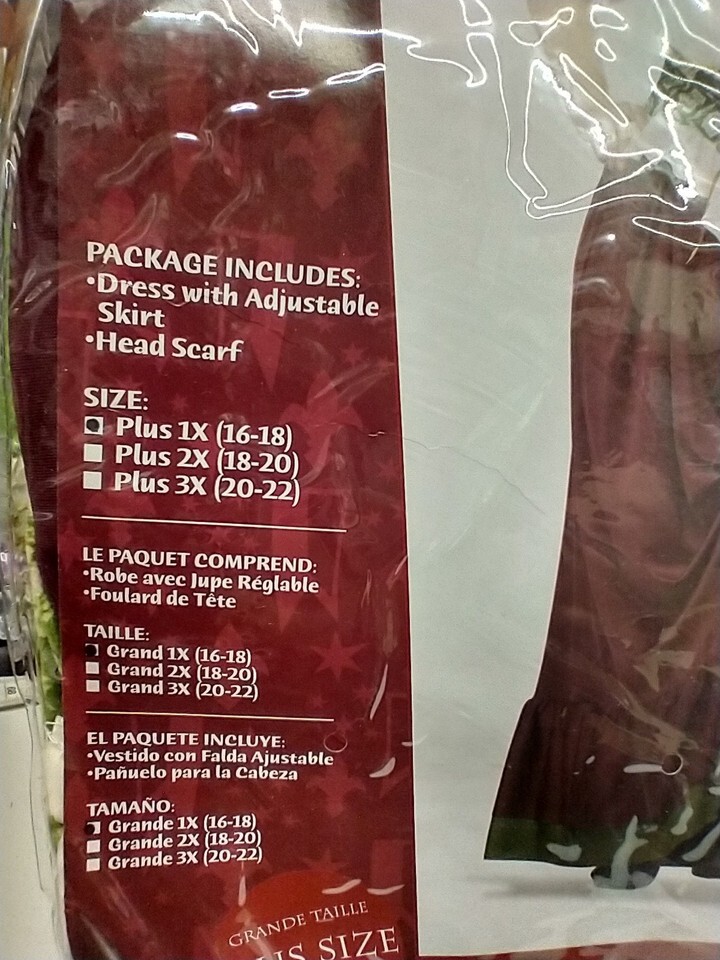 PACKAGE INCLUDES:
•Dress with Adjustable
Skirt
•Head Scarf
SIZE:
Plus 1X (16-18)
Plus 2X (18-20)
Plus 3X (20-22)
LE PAQUET COMPREND:
•Robe avec Jupe Réglable
•Foulard de Tête
TAILLE:
Grand 1X (16-18)
Grand 2X (18-20)
Grand 3X (20-22)
EL PAQUETE INCLUYE:
•Vestido con Falda Ajustable
•Pañuelo para la Cabeza
TAMAÑO:
Grande 1X (16-18)
Grande 2X (18-20)
Grande 3X (20-22)
GRANDE TAILLE
SIZE